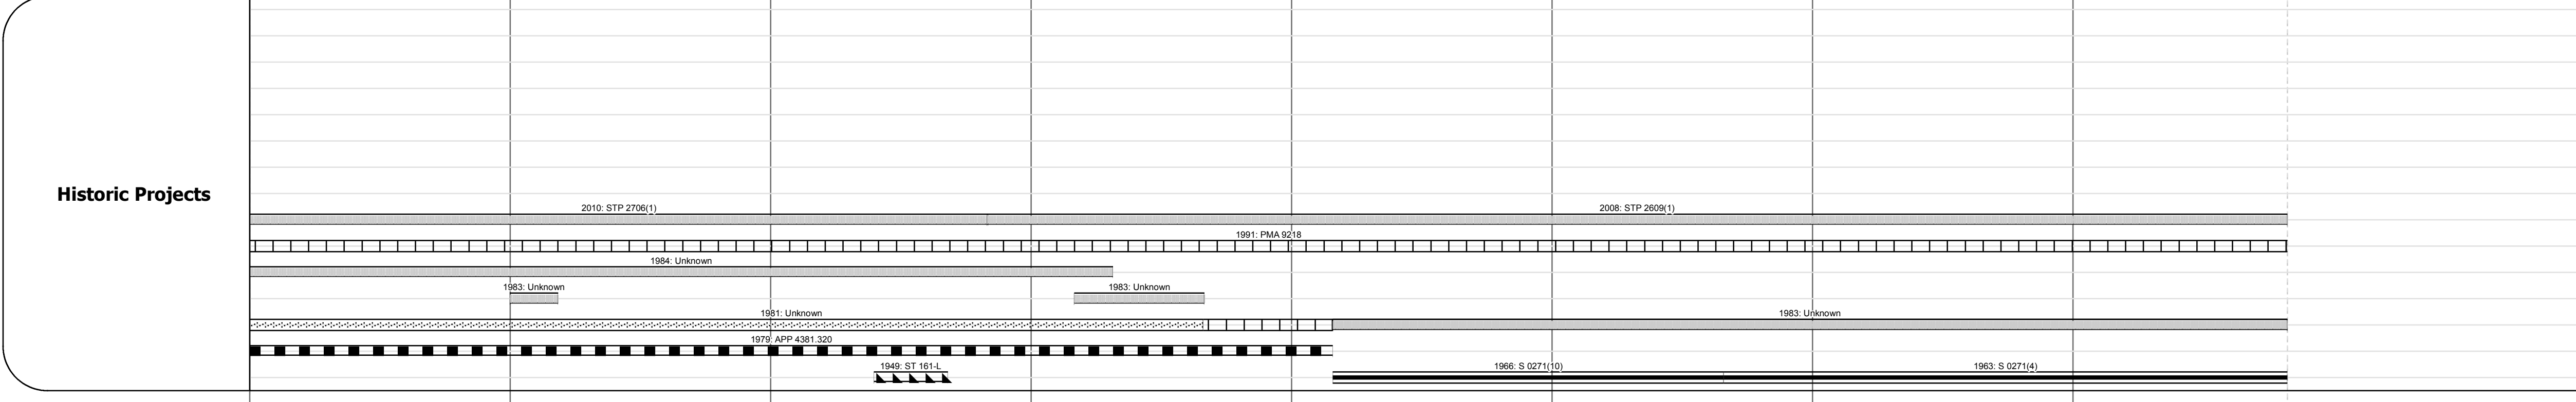 Historic Projects
2010: STP 2706(1)
2008: STP 2609(1)
1991: PMA 9218
1984: Unknown
1983: Unknown
1983: Unknown
1981: Unknown
1983: Unknown
1979: APP 4381.320
1949: ST 161-L
1966: S 0271(10)
1963: S 0271(4)